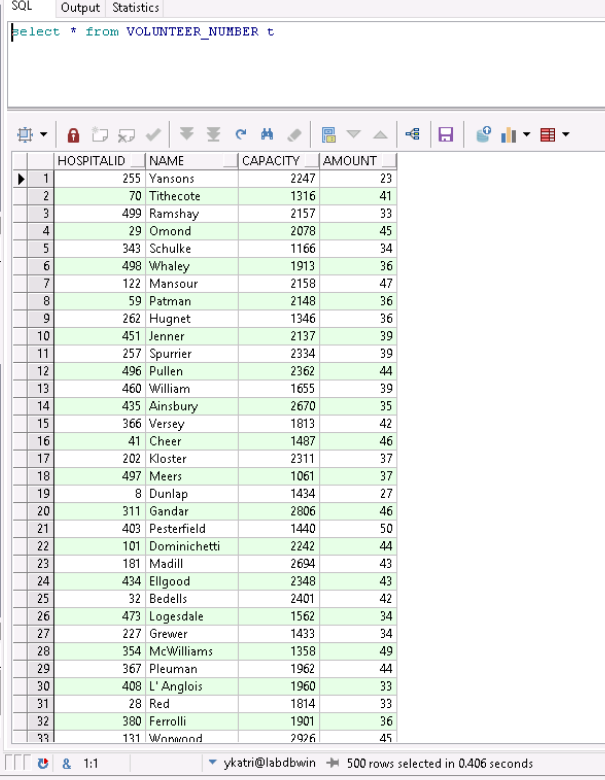 SQL Output Statistics
select * from VOLUNTEER_NUMBER t
HOSPITALID NAME CAPACITY AMOUNT
1 255 Yansons 2247 23
2 70 Tithecote 1316 41
3 499 Ramshay 2157 33
4 29 Omond 2078 45
5 343 Schulke 1166 34
6 498 Whaley 1913 36
7 122 Mansour 2158 47
8 59 Patman 2148 36
9 262 Hugnet 1346 36
10 451 Jenner 2137 39
11 257 Spurrier 2334 39
12 496 Pullen 2362 44
13 460 William 1655 39
14 435 Ainsbury 2670 35
15 366 Versey 1813 42
16 41 Cheer 1487 46
17 202 Kloster 2311 37
18 497 Meers 1061 37
19 8 Dunlap 1434 27
20 311 Gandar 2806 46
21 403 Pesterfield 1440 50
22 101 Dominichetti 2242 44
23 181 Madill 2694 43
24 434 Ellgood 2348 43
25 32 Bedells 2401 42
26 473 Logesdale 1562 34
27 227 Grewer 1433 34
28 354 McWilliams 1358 49
29 367 Pleuman 1962 44
30 408 L' Anglois 1960 33
31 28 Red 1814 33
32 380 Ferrolli 1901 36
33 131 Worwood 2926 45
& 1:1 ykatri@labdbwin 500 rows selected in 0.406 seconds